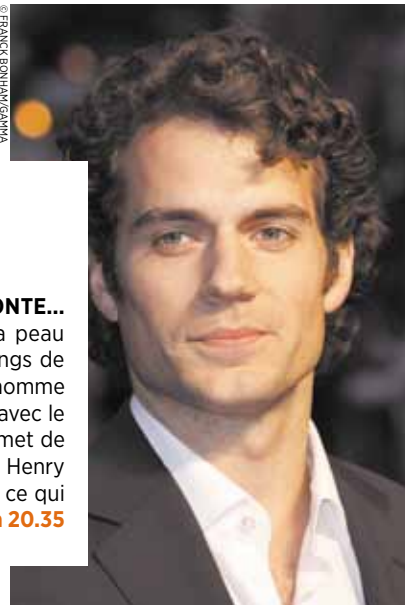 © FRANCK BONHAM/GAMMA
ONTE...
a peau
ngs de
homme
avec le
met de
Henry
ce qui
à 20.35